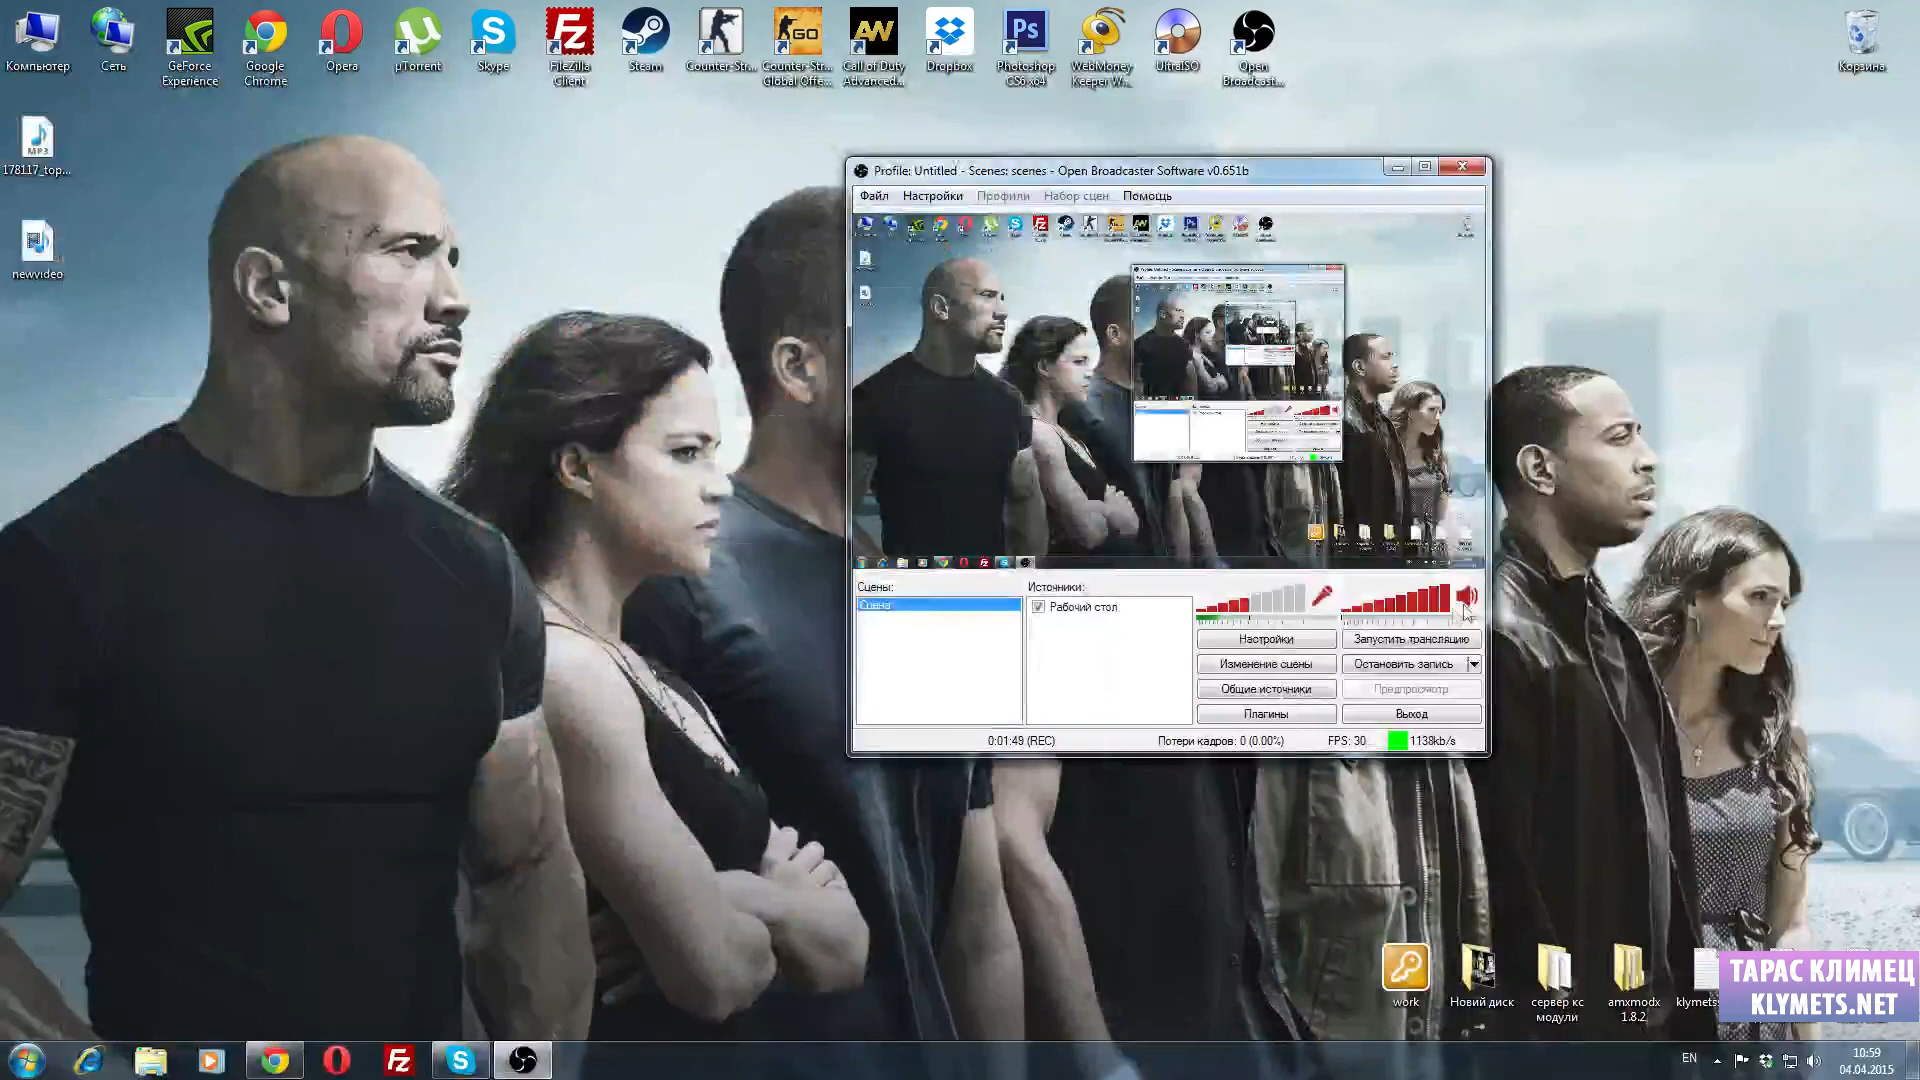 Компьютер
Сеть
GeForce Experience
Google Chrome
Opera
µTorrent
Skype
FileZilla Client
Steam
Counter-Str...
Counter-Str... Global Offe...
Call of Duty Advanced...
Dropbox
Photoshop CS6.x64
WebMoney Keeper W...
UltraISO
Open Broadcast...
Корзина
178117_top...
newvideo
Profile: Untitled - Scenes: scenes - Open Broadcaster Software v0.651b
Файл Настройки Профили Набор сцен Помощь
Сцены:
Источники:
Сцена
Рабочий стол
Настройки
Запустить трансляцию
Изменение сцены
Остановить запись
Общие источники
Предпросмотр
Плагины
Выход
0:01:49 (REC)
Потери кадров: 0 (0.00%)
FPS: 30
1138kb/s
work
Новий диск
сервер кс модули
amxmodx 1.8.2
ТАРАС КЛИМЕЦ
KLYMETS.NET
EN
10:59
04.04.2015